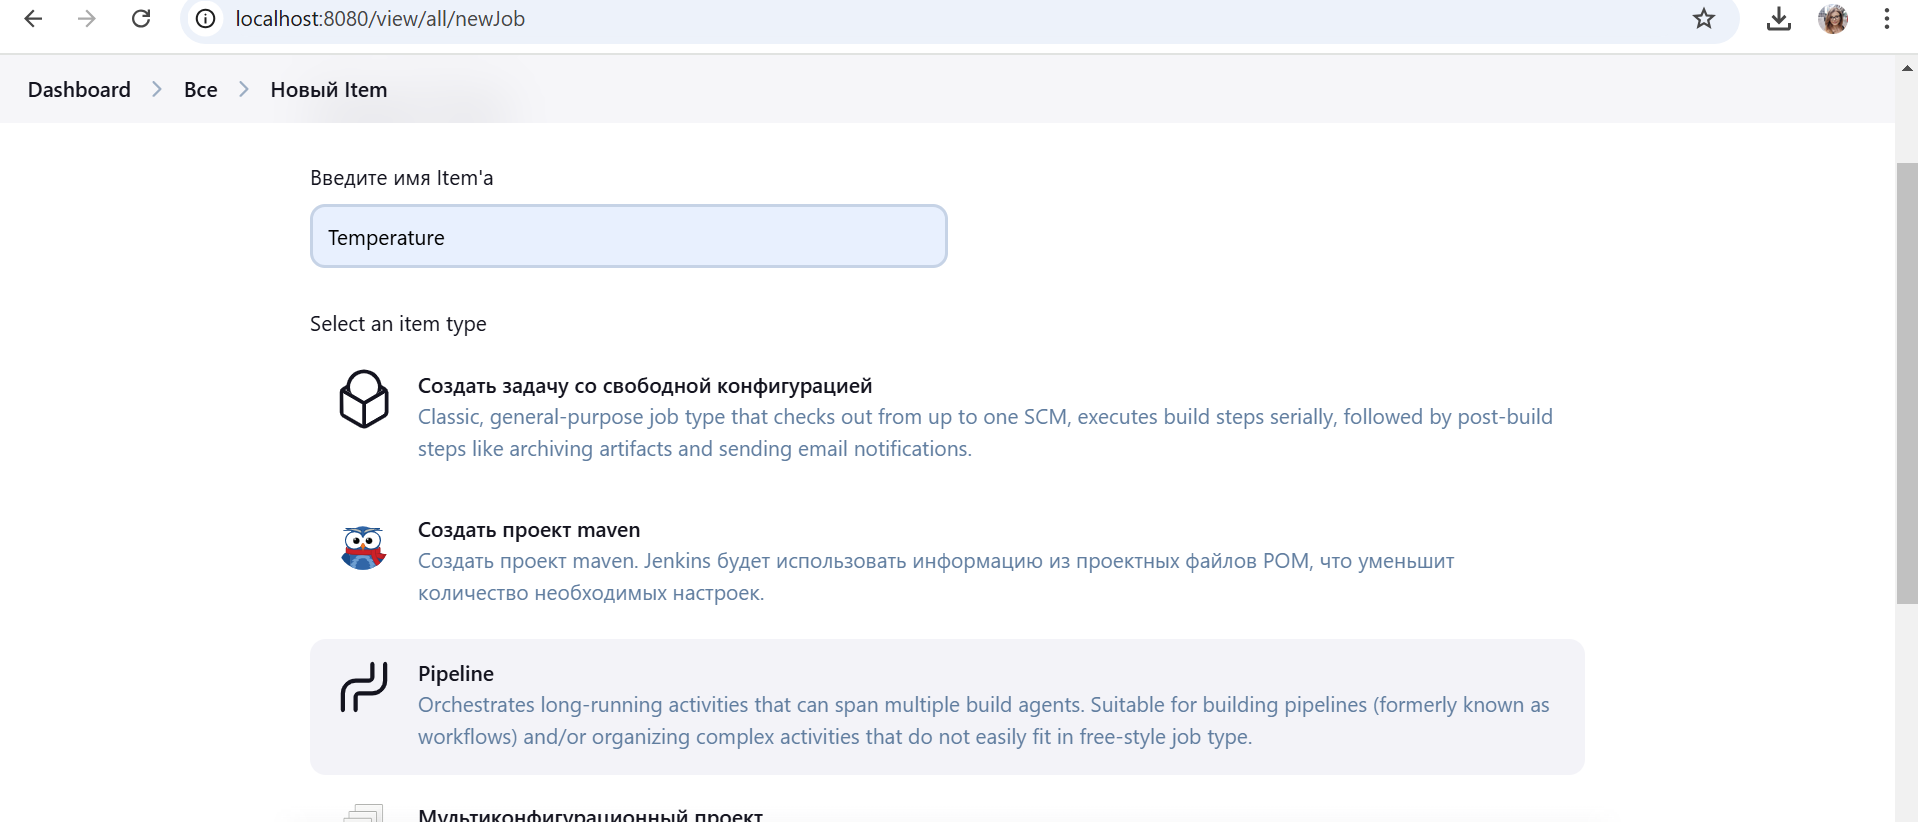 localhost:8080/view/all/newJob
Dashboard > Все > Новый Item
Введите имя Item'а
Temperature
Select an item type
Создать задачу со свободной конфигурацией
Classic, general-purpose job type that checks out from up to one SCM, executes build steps serially, followed by post-build
steps like archiving artifacts and sending email notifications.
Создать проект maven
Создать проект maven. Jenkins будет использовать информацию из проектных файлов POM, что уменьшит
количество необходимых настроек.
Pipeline
Orchestrates long-running activities that can span multiple build agents. Suitable for building pipelines (formerly known as
workflows) and/or organizing complex activities that do not easily fit in free-style job type.
Мультиконфигурационный проект